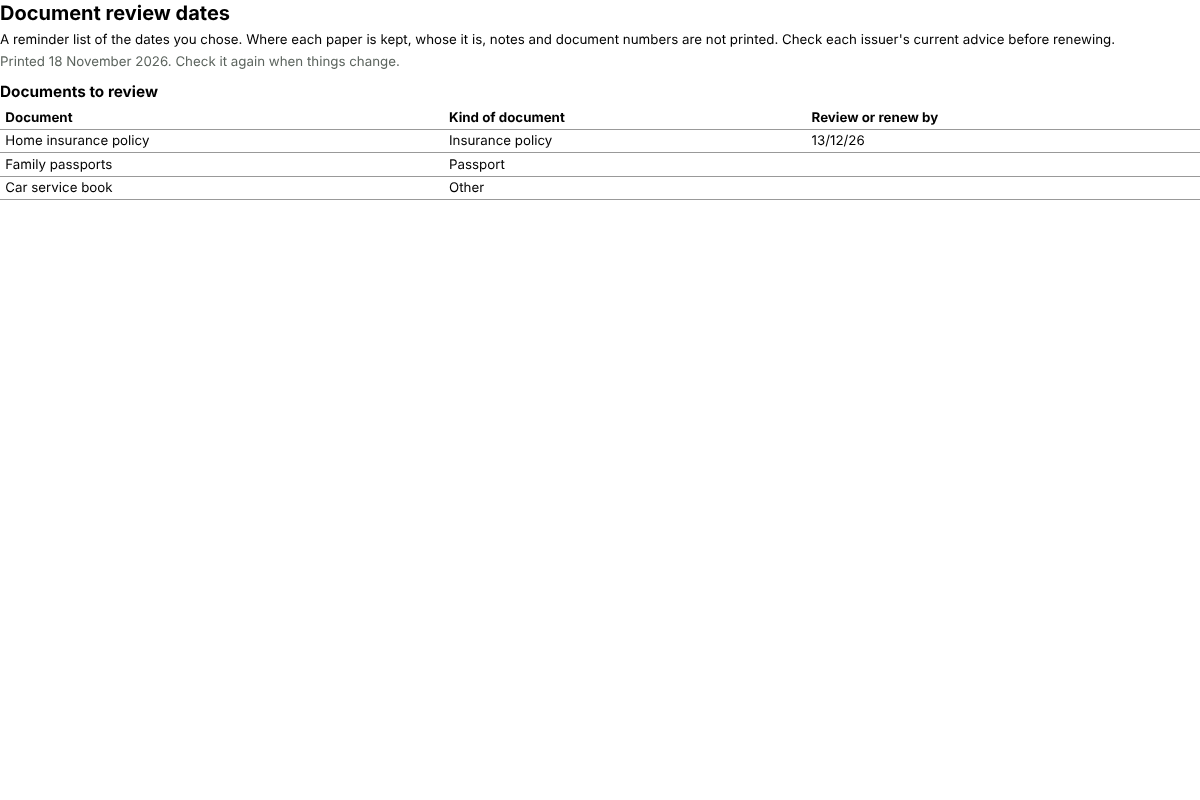 Document review dates
A reminder list of the dates you chose. Where each paper is kept, whose it is, notes and document numbers are not printed. Check each issuer's current advice before renewing.
Printed 18 November 2026. Check it again when things change.
Documents to review
Document Kind of document Review or renew by
Home insurance policy Insurance policy 13/12/26
Family passports Passport
Car service book Other